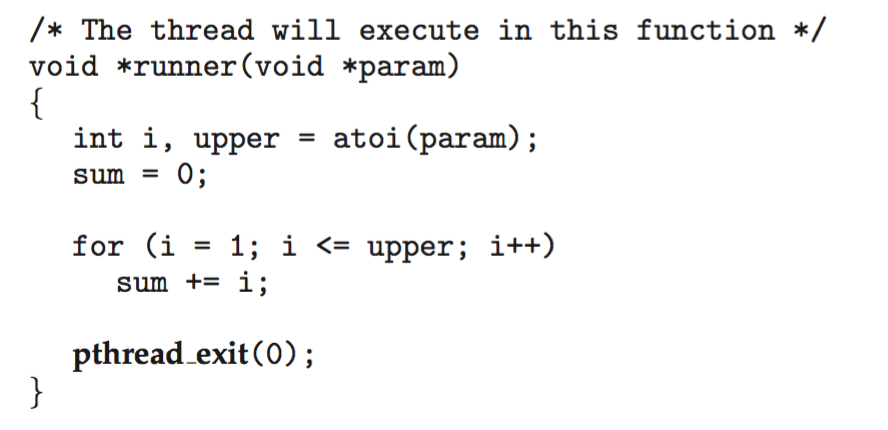 /* The thread will execute in this function */
void *runner(void *param)
{
int i, upper = atoi(param);
sum = 0;
for (i = 1; i <= upper; i++)
sum += i;
pthread_exit(0);
}